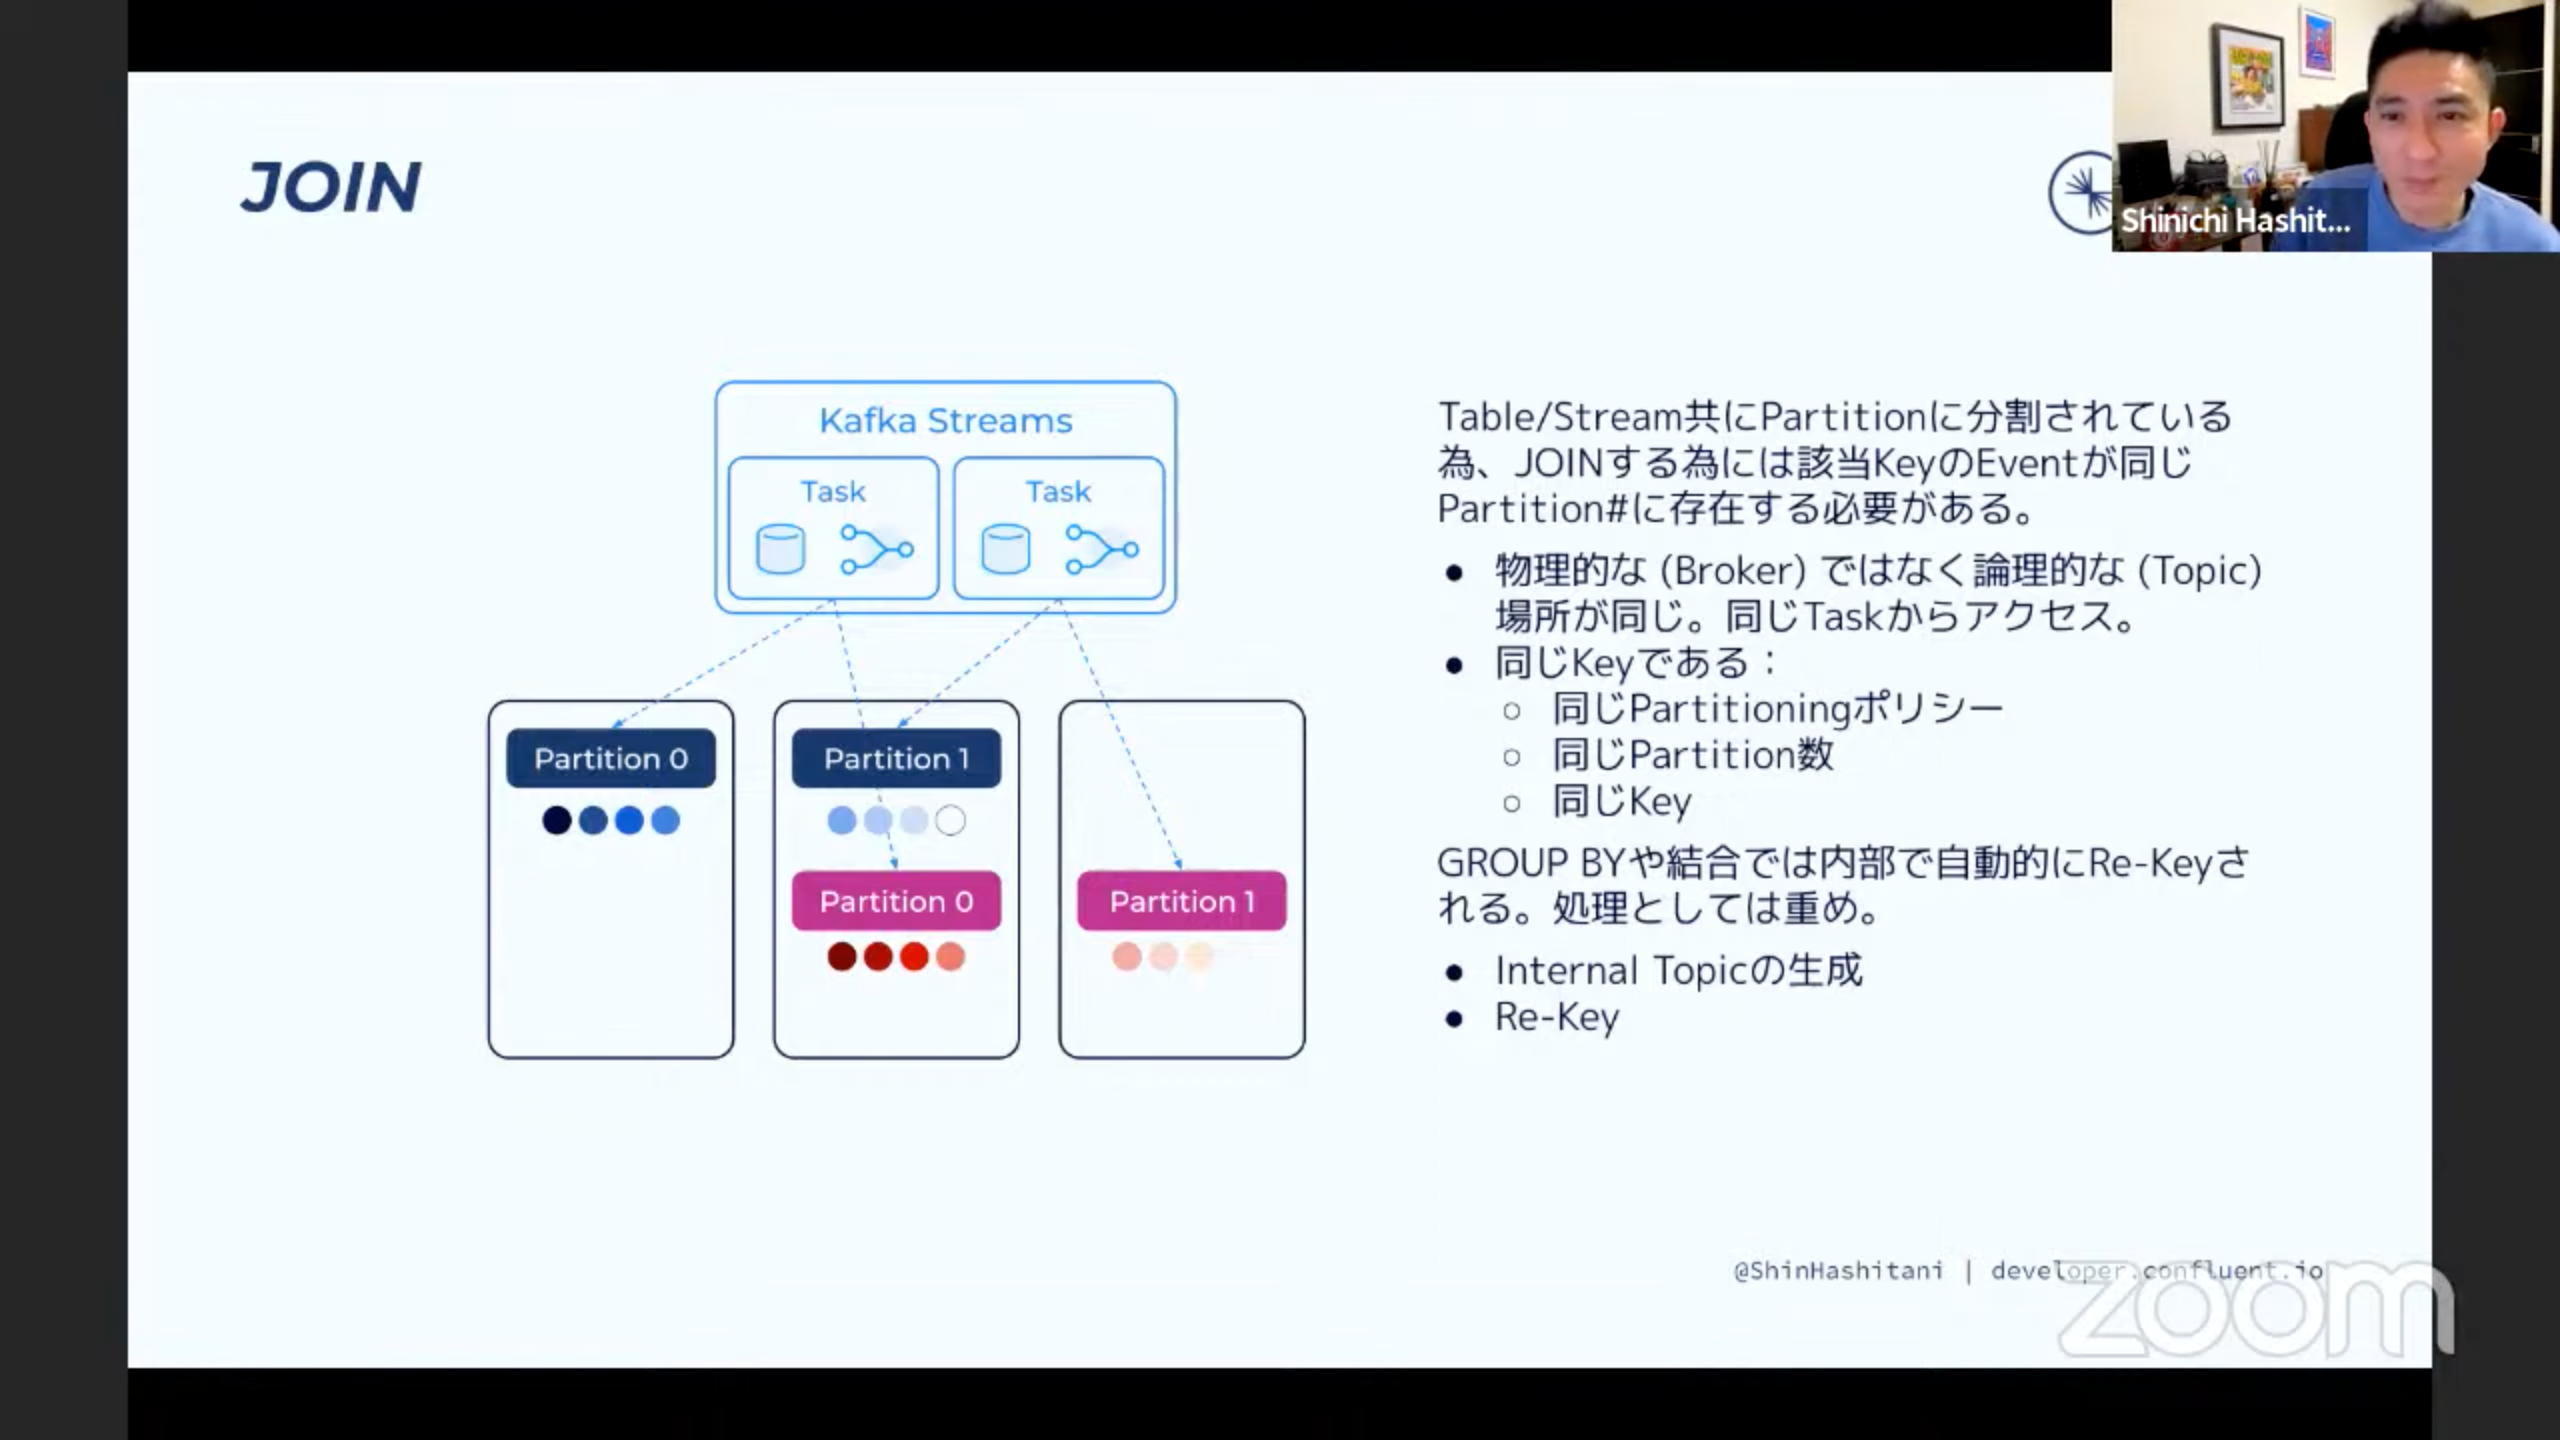 JOIN
Shinichi Hashit...
Kafka Streams
Task
Task
Partition 0
Partition 1
Partition 0
Partition 1
Table/Stream共にPartitionに分割されている
為、JOINする為には該当KeyのEventが同じ
Partition#に存在する必要がある。
● 物理的な (Broker) ではなく論理的な (Topic)
場所が同じ。同じTaskからアクセス。
● 同じKeyである：
○ 同じPartitioningポリシー
○ 同じPartition数
○ 同じKey
GROUP BYや結合では内部で自動的にRe-Keyさ
れる。処理としては重め。
● Internal Topicの生成
● Re-Key
@ShinHashitani | developer.confluent.io
zoom